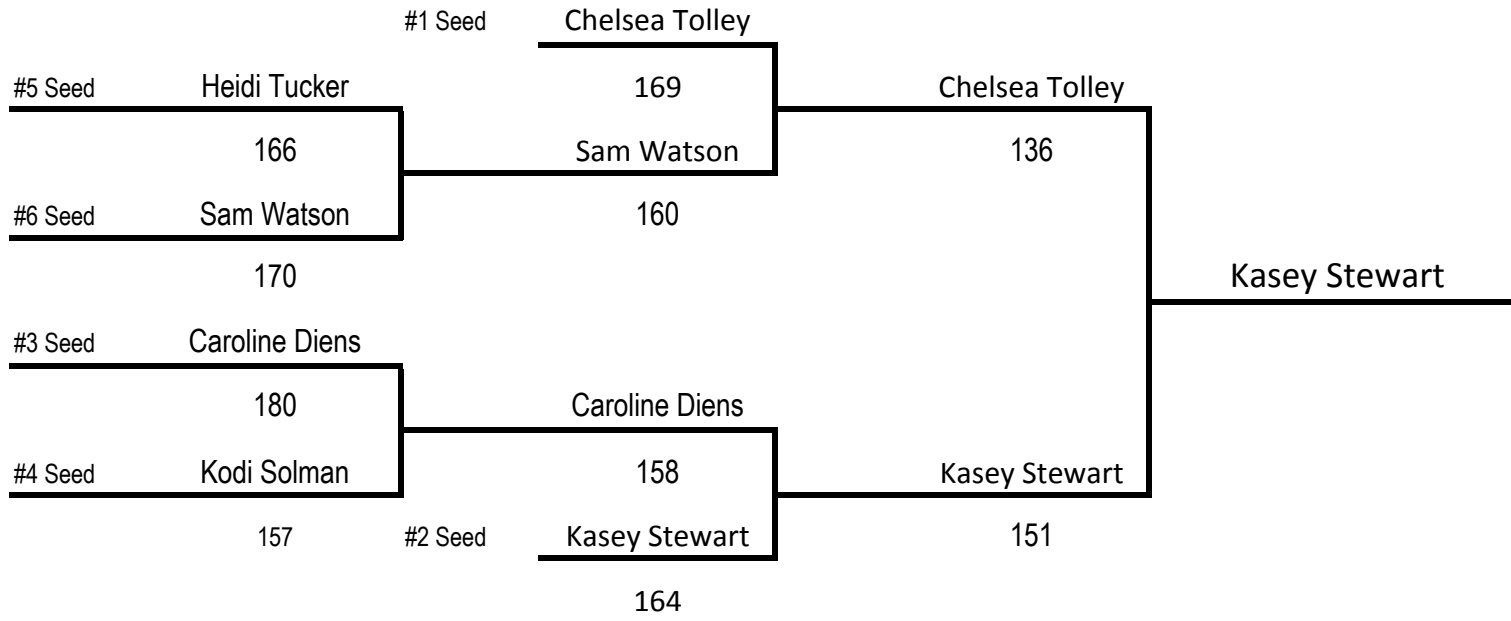 #1 Seed Chelsea Tolley
#5 Seed Heidi Tucker 169 Chelsea Tolley
166 Sam Watson 136
#6 Seed Sam Watson 160
170 Kasey Stewart
#3 Seed Caroline Diens
180 Caroline Diens
#4 Seed Kodi Solman 158 Kasey Stewart
157 #2 Seed Kasey Stewart 151
164